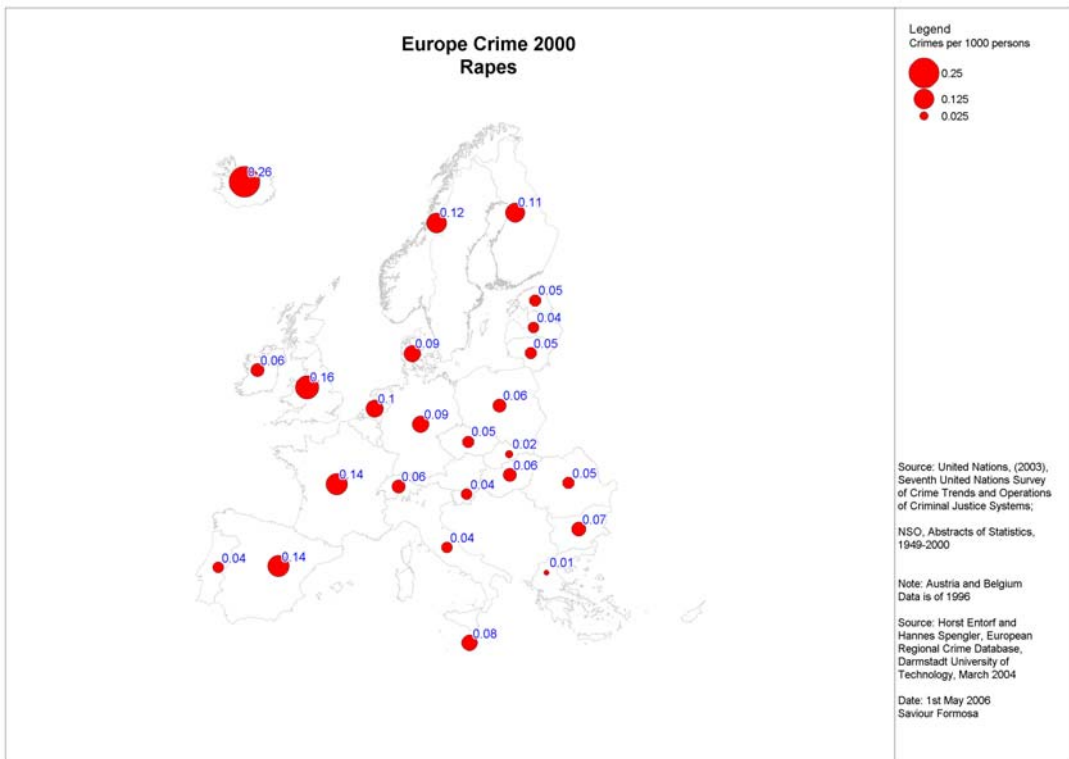 Europe Crime 2000
Rapes
Legend
Crimes per 1000 persons
0.25
0.125
0.025
0.26
0.12
0.11
0.05
0.04
0.05
0.09
0.06
0.16
0.1
0.09
0.06
0.05
0.02
0.06
0.05
0.14
0.06
0.04
0.07
0.04
0.01
0.04
0.14
0.08
Source: United Nations, (2003),
Seventh United Nations Survey
of Crime Trends and Operations
of Criminal Justice Systems;
NSO, Abstracts of Statistics,
1949-2000
Note: Austria and Belgium
Data is of 1996
Source: Horst Entorf and
Hannes Spengler, European
Regional Crime Database,
Darmstadt University of
Technology, March 2004
Date: 1st May 2006
Saviour Formosa